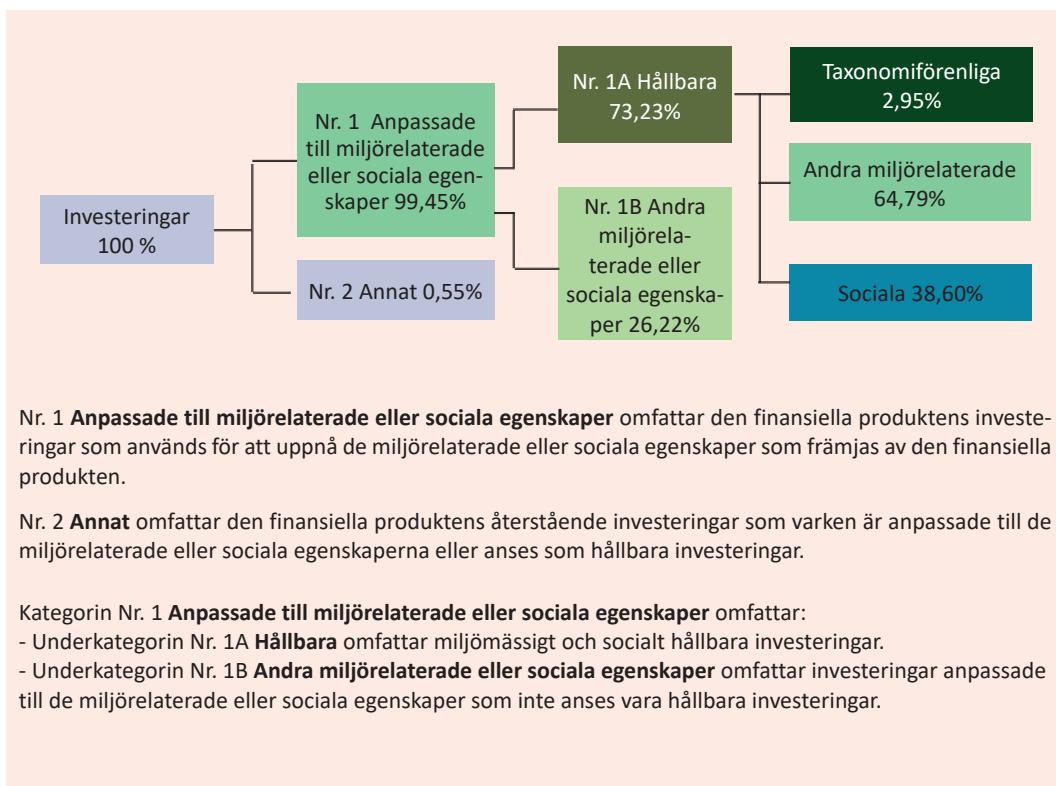 Investeringar
100 %
Nr. 1 Anpassade
till miljörelaterade
eller sociala egen-
skaper 99,45%
Nr. 2 Annat 0,55%
Nr. 1A Hållbara
73,23%
Nr. 1B Andra
miljörela-
terade eller
sociala egenska-
per 26,22%
Taxonomiförenliga
2,95%
Andra miljörelaterade
64,79%
Sociala 38,60%
Nr. 1 Anpassade till miljörelaterade eller sociala egenskaper omfattar den finansiella produktens investe-
ringar som används för att uppnå de miljörelaterade eller sociala egenskaper som främjas av den finansiella
produkten.
Nr. 2 Annat omfattar den finansiella produktens återstående investeringar som varken är anpassade till de
miljörelaterade eller sociala egenskaperna eller anses som hållbara investeringar.
Kategorin Nr. 1 Anpassade till miljörelaterade eller sociala egenskaper omfattar:
- Underkategorin Nr. 1A Hållbara omfattar miljömässigt och socialt hållbara investeringar.
- Underkategorin Nr. 1B Andra miljörelaterade eller sociala egenskaper omfattar investeringar anpassade
till de miljörelaterade eller sociala egenskaper som inte anses vara hållbara investeringar.